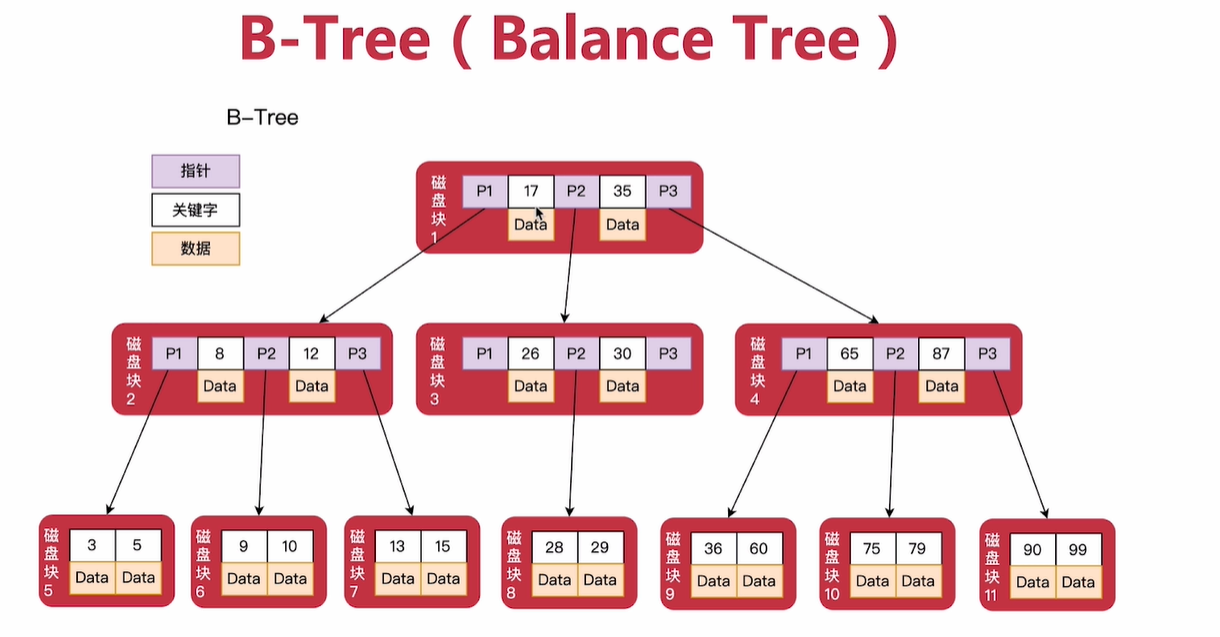 B-Tree ( Balance Tree )
B-Tree
指针
关键字
数据
磁盘块1
P1 17 P2 35 P3
Data Data
磁盘块2
P1 8 P2 12 P3
Data Data
磁盘块3
P1 26 P2 30 P3
Data Data
磁盘块4
P1 65 P2 87 P3
Data Data
磁盘块5
3 5
Data Data
磁盘块6
9 10
Data Data
磁盘块7
13 15
Data Data
磁盘块8
28 29
Data Data
磁盘块9
36 60
Data Data
磁盘块10
75 79
Data Data
磁盘块11
90 99
Data Data